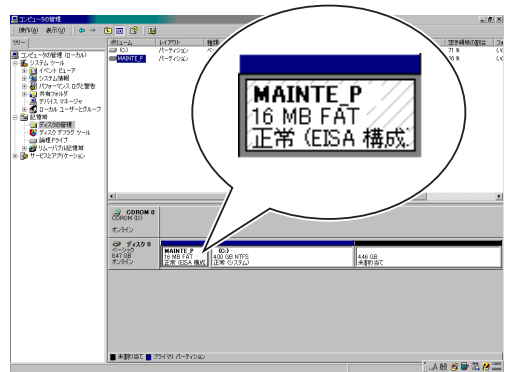 コンピュータの管理
操作(A) 表示(V)
ツリー
コンピュータの管理 (ローカル)
システム ツール
イベント ビューア
システム情報
パフォーマンス ログと警告
共有フォルダ
デバイス マネージャ
ローカル ユーザーとグループ
記憶域
ディスクの管理
ディスク デフラグ ツール
論理ドライブ
リムーバブル記憶域
サービスとアプリケーション
ボリューム レイアウト 種類 空き領域の割合
(C:) パーティション 71 %
MAINTE_P パーティション
MAINTE_P
16 MB FAT
正常 (EISA 構成.
CDROM 0
CDROM (D:)
オンライン
ディスク 0
ベーシック
8.47 GB
オンライン
MAINTE_P
16 MB FAT
正常 (EISA 構成.
(C:)
4.00 GB NTFS
正常 (システム)
4.46 GB
未割り当て
未割り当て プライマリ パーティション
A 般 CAPS KANA